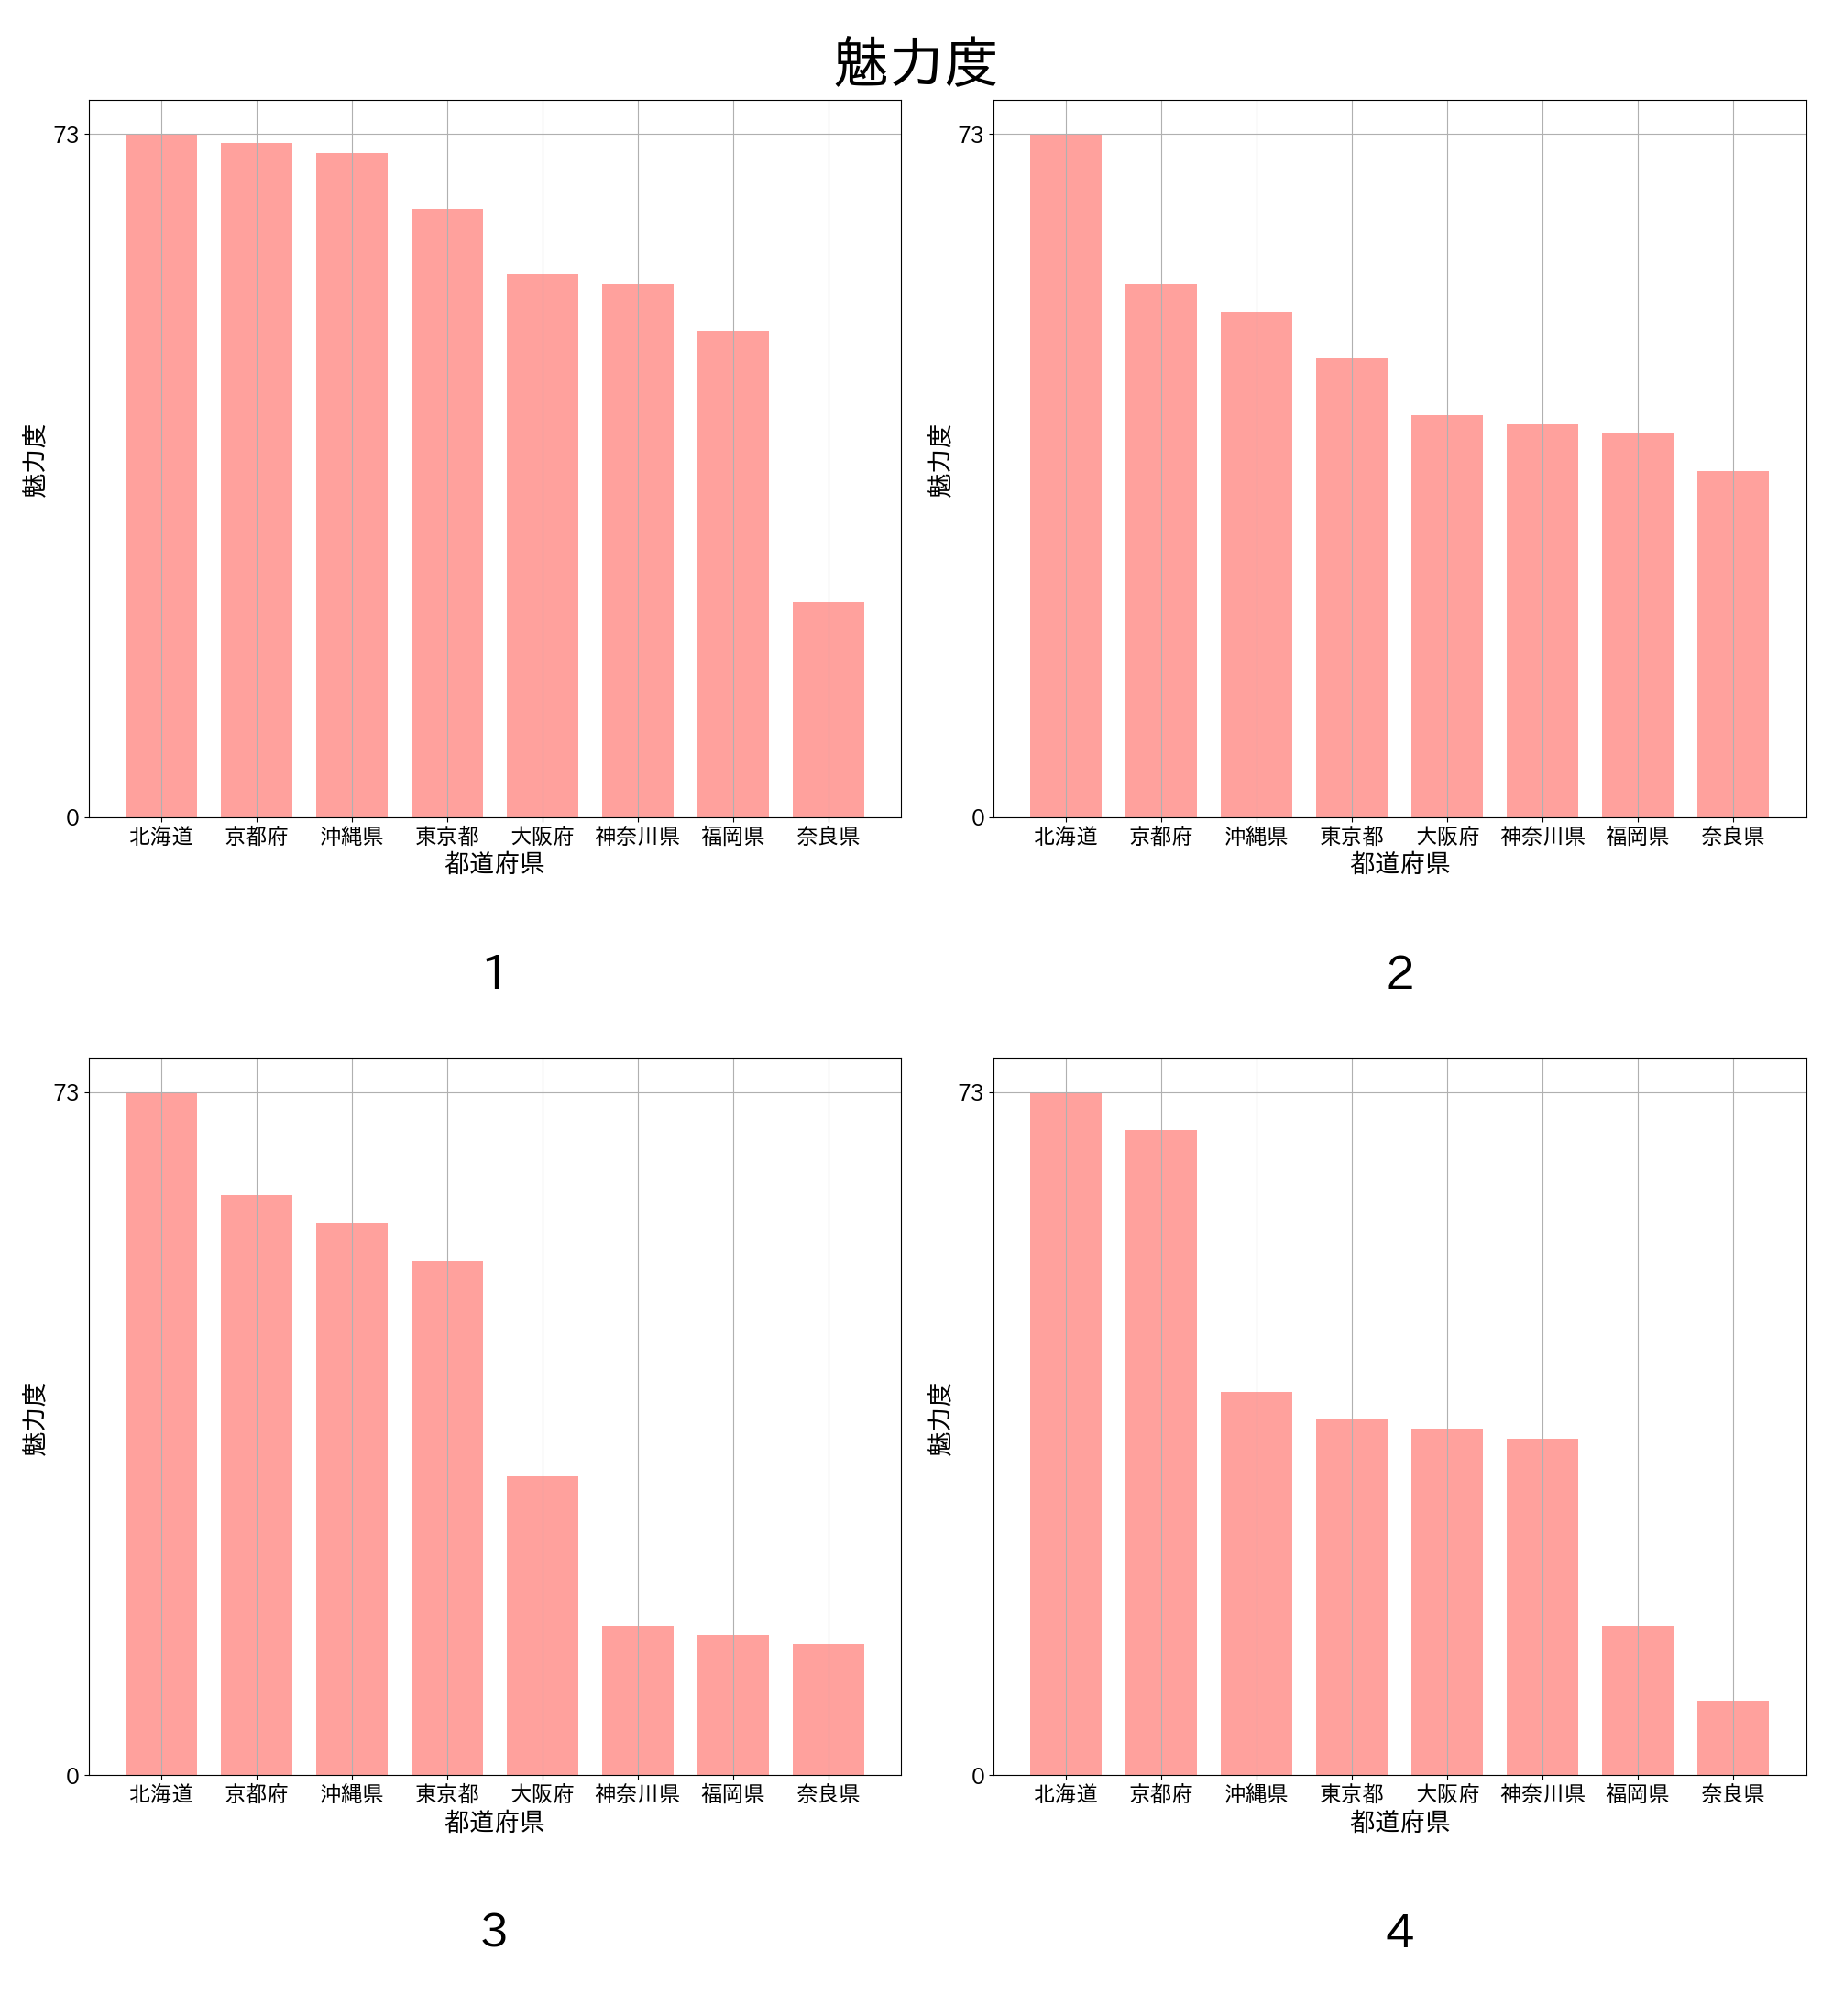 魅力度
73
0
魅力度
北海道 京都府 沖縄県 東京都 大阪府 神奈川県 福岡県 奈良県
都道府県
1
73
0
魅力度
北海道 京都府 沖縄県 東京都 大阪府 神奈川県 福岡県 奈良県
都道府県
2
73
0
魅力度
北海道 京都府 沖縄県 東京都 大阪府 神奈川県 福岡県 奈良県
都道府県
3
73
0
魅力度
北海道 京都府 沖縄県 東京都 大阪府 神奈川県 福岡県 奈良県
都道府県
4